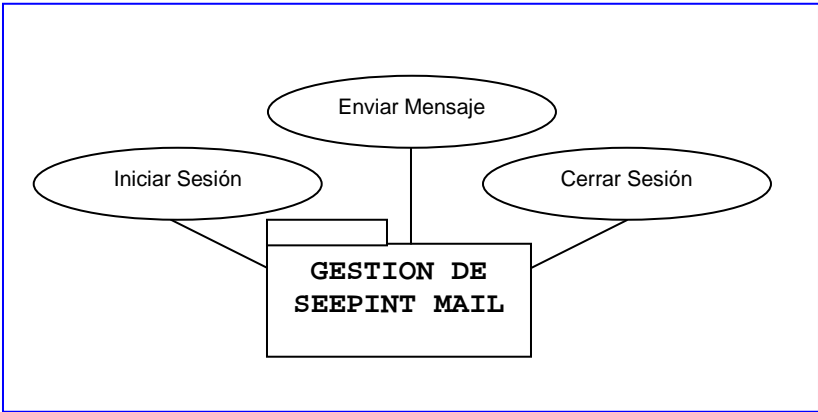 Enviar Mensaje
Iniciar Sesión
Cerrar Sesión
GESTION DE
SEEPINT MAIL